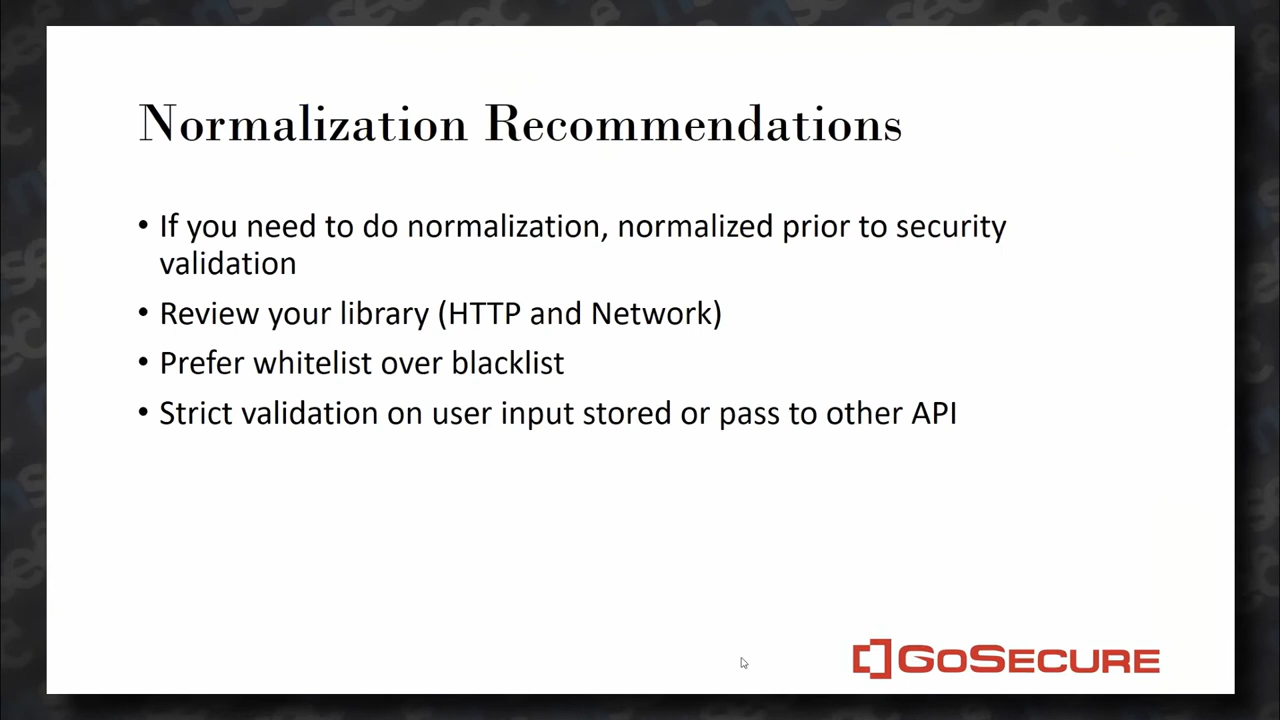 Normalization Recommendations
• If you need to do normalization, normalized prior to security
validation
• Review your library (HTTP and Network)
• Prefer whitelist over blacklist
• Strict validation on user input stored or pass to other API
GOSECURE